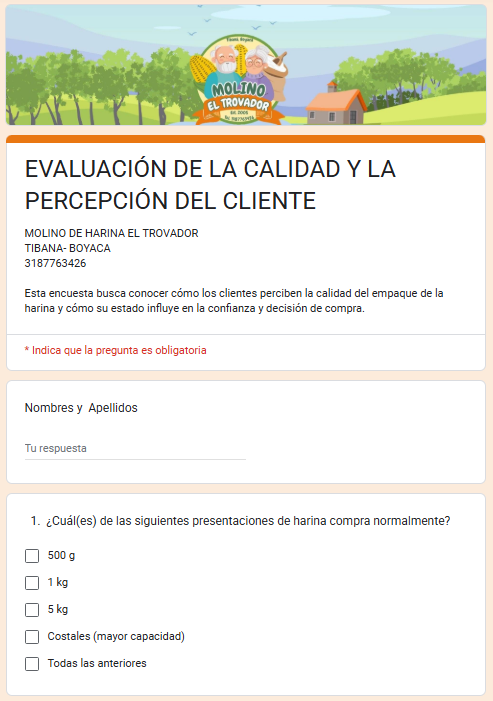 Tibaná, Boyacá
MOLINO
EL TROVADOR
EVALUACIÓN DE LA CALIDAD Y LA
PERCEPCIÓN DEL CLIENTE
MOLINO DE HARINA EL TROVADOR
TIBANA- BOYACA
3187763426
Esta encuesta busca conocer cómo los clientes perciben la calidad del empaque de la
harina y cómo su estado influye en la confianza y decisión de compra.
* Indica que la pregunta es obligatoria
Nombres y  Apellidos
Tu respuesta
1. ¿Cuál(es) de las siguientes presentaciones de harina compra normalmente?
500 g
1 kg
5 kg
Costales (mayor capacidad)
Todas las anteriores